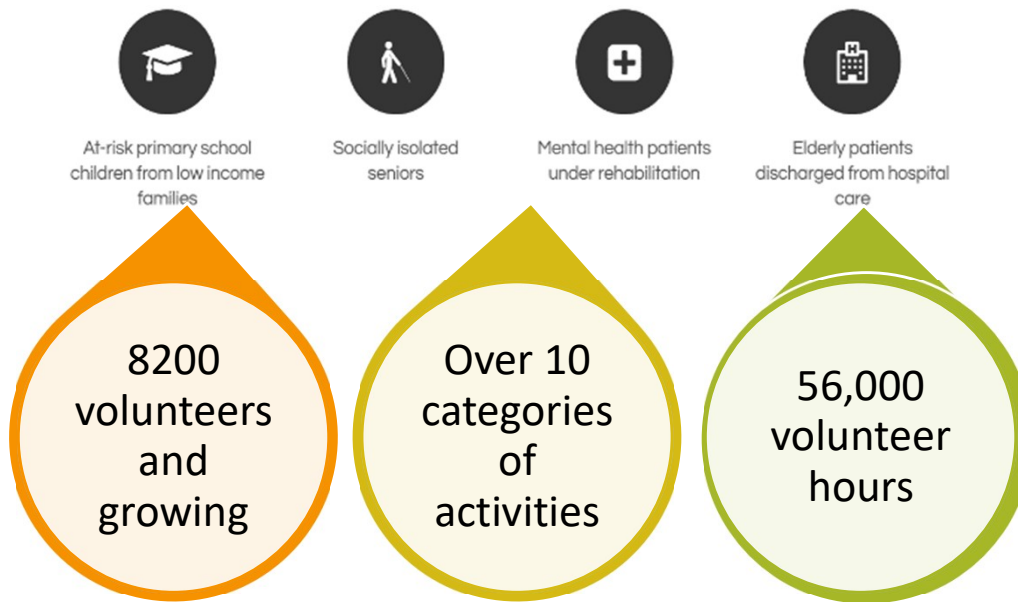 At-risk primary school
children from low income
families
Socially isolated
seniors
Mental health patients
under rehabilitation
H
Elderly patients
discharged from hospital
care
8200
volunteers
and
growing
Over 10
categories
of
activities
56,000
volunteer
hours